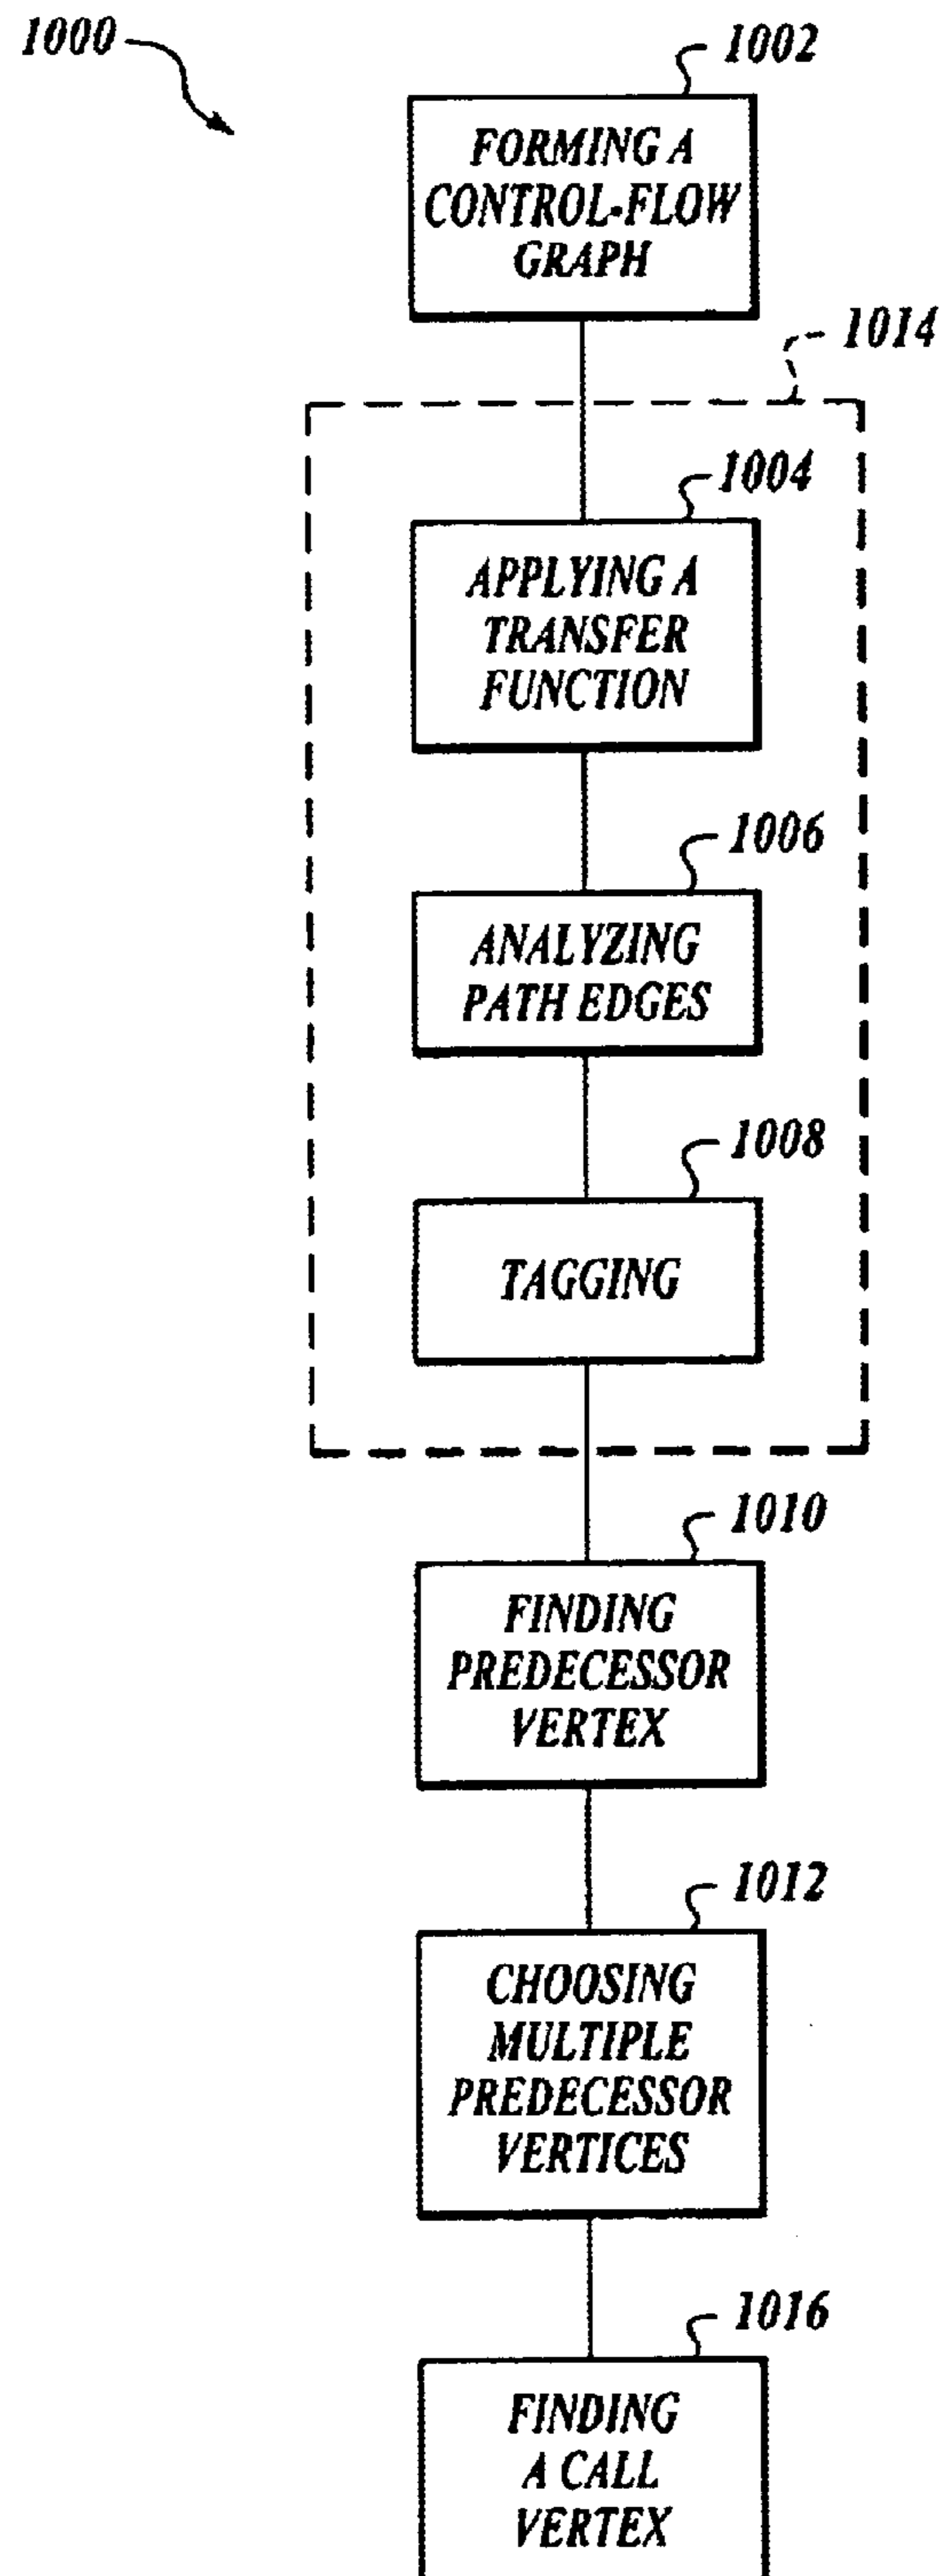 1000
1002
FORMING A
CONTROL-FLOW
GRAPH
1014
1004
APPLYING A
TRANSFER
FUNCTION
1006
ANALYZING
PATH EDGES
1008
TAGGING
1010
FINDING
PREDECESSOR
VERTEX
1012
CHOOSING
MULTIPLE
PREDECESSOR
VERTICES
1016
FINDING
A CALL
VERTEX